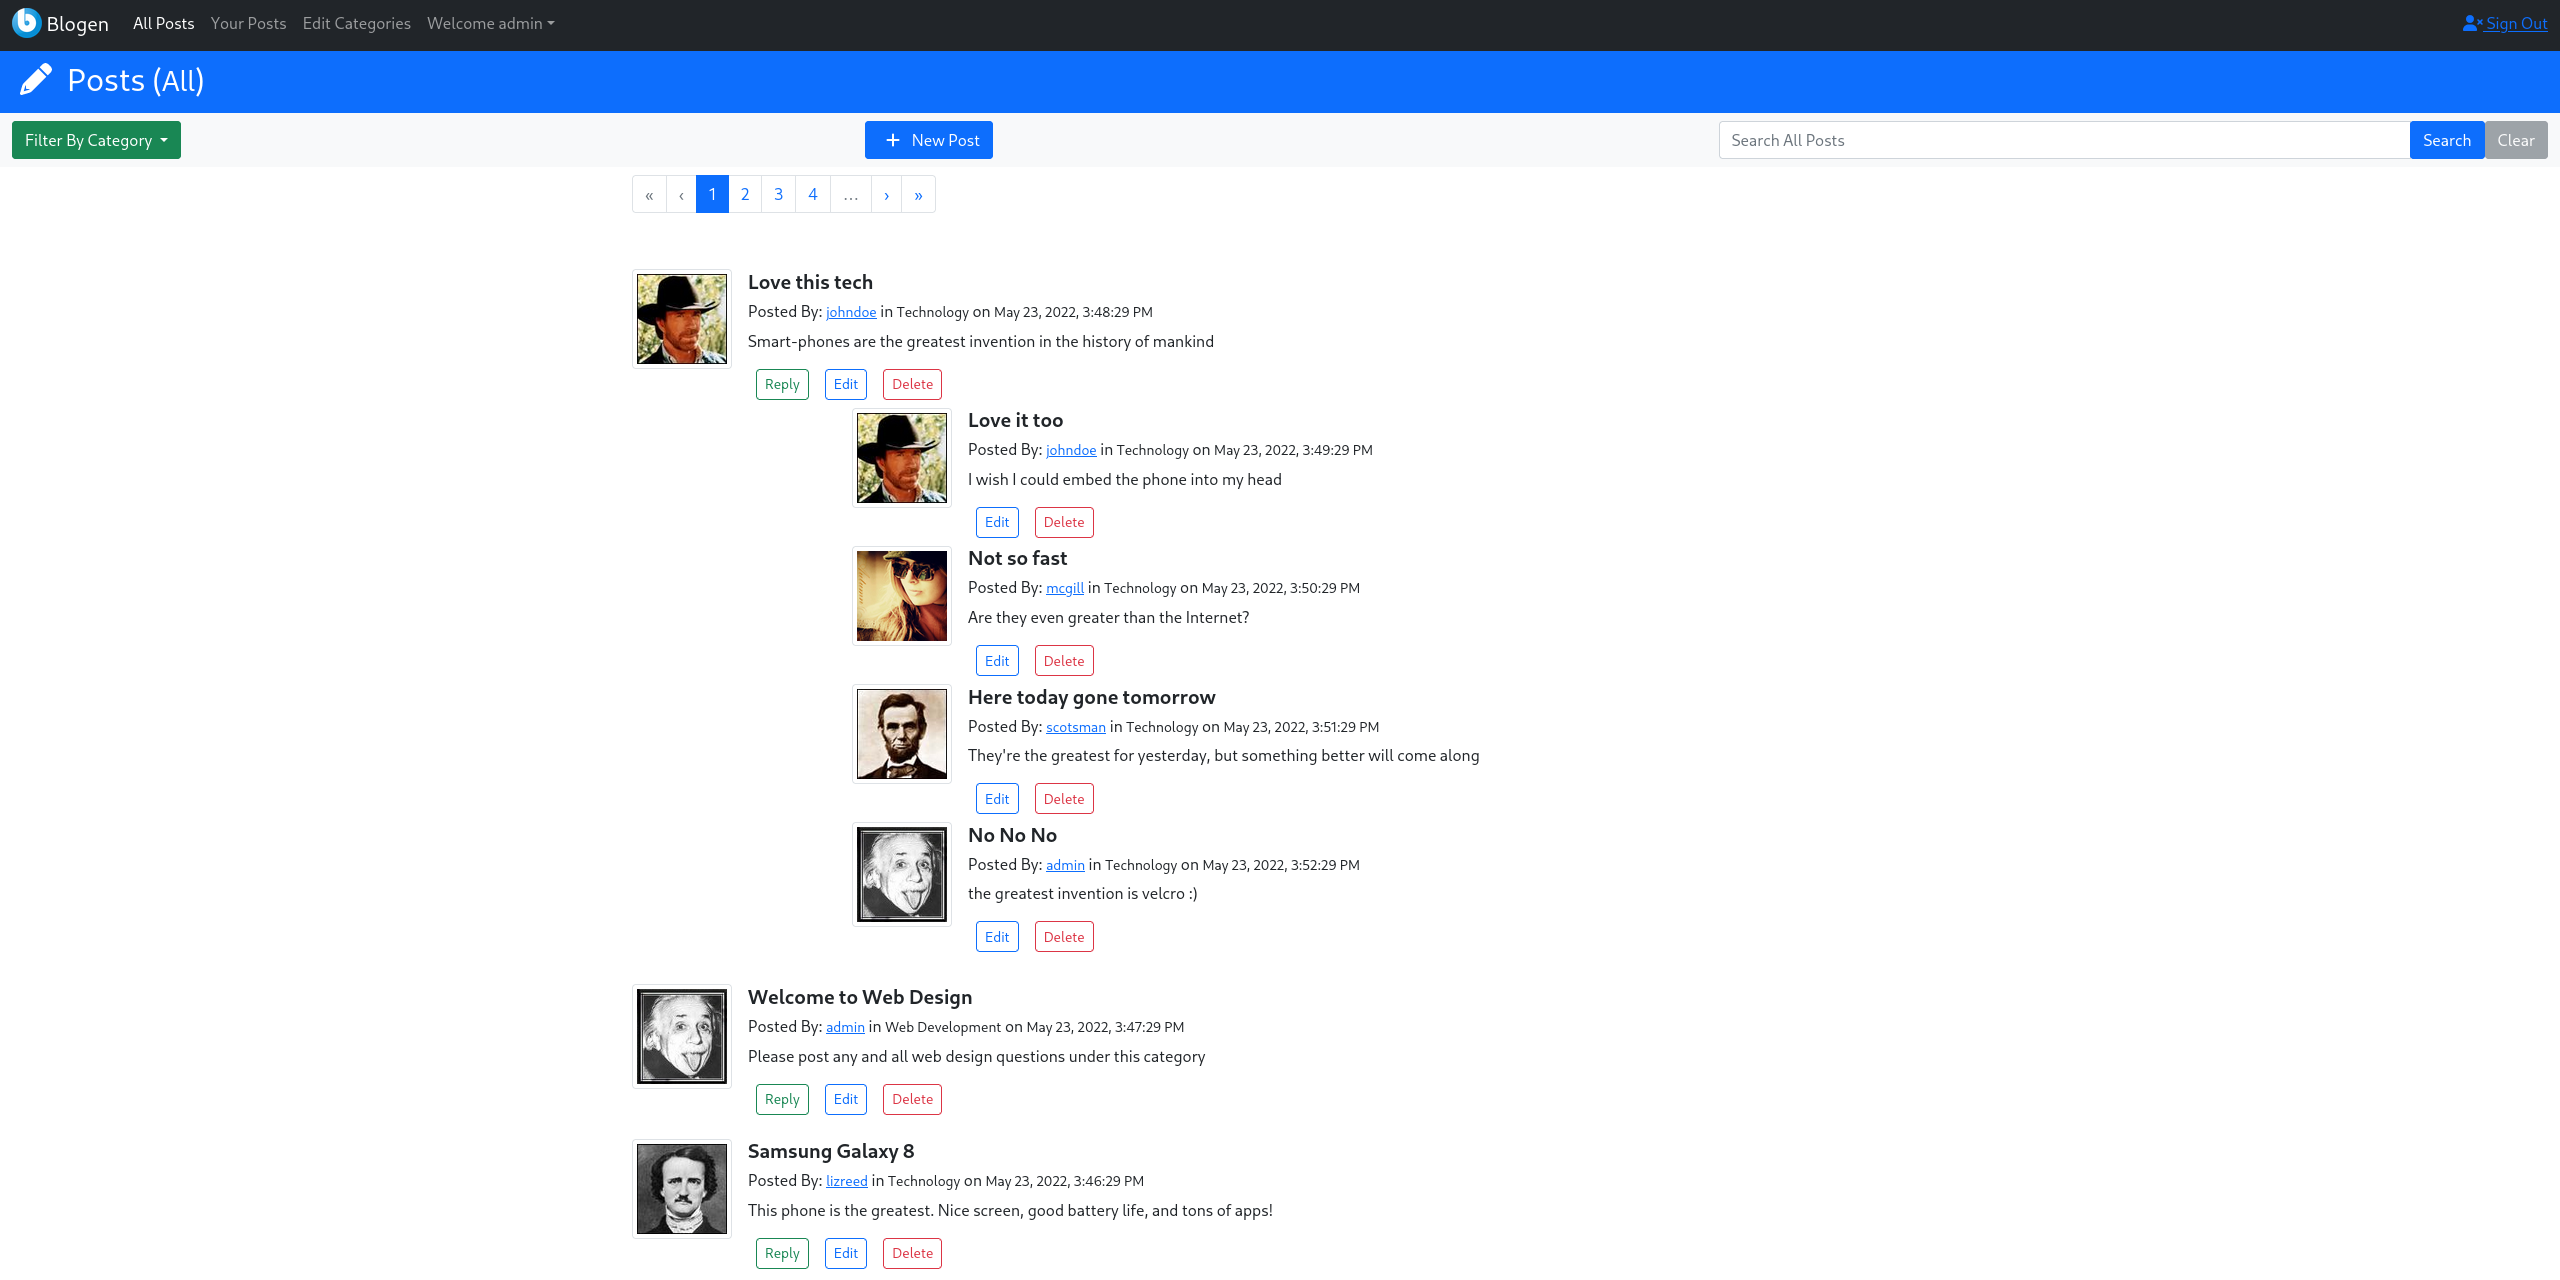 Blogen All Posts Your Posts Edit Categories Welcome admin Sign Out
Posts (All)
Filter By Category New Post Search All Posts Search Clear
« ‹ 1 2 3 4 … › »
Love this tech
Posted By: johndoe in Technology on May 23, 2022, 3:48:29 PM
Smart-phones are the greatest invention in the history of mankind
Reply Edit Delete
Love it too
Posted By: johndoe in Technology on May 23, 2022, 3:49:29 PM
I wish I could embed the phone into my head
Edit Delete
Not so fast
Posted By: mcgill in Technology on May 23, 2022, 3:50:29 PM
Are they even greater than the Internet?
Edit Delete
Here today gone tomorrow
Posted By: scotsman in Technology on May 23, 2022, 3:51:29 PM
They're the greatest for yesterday, but something better will come along
Edit Delete
No No No
Posted By: admin in Technology on May 23, 2022, 3:52:29 PM
the greatest invention is velcro :)
Edit Delete
Welcome to Web Design
Posted By: admin in Web Development on May 23, 2022, 3:47:29 PM
Please post any and all web design questions under this category
Reply Edit Delete
Samsung Galaxy 8
Posted By: lizreed in Technology on May 23, 2022, 3:46:29 PM
This phone is the greatest. Nice screen, good battery life, and tons of apps!
Reply Edit Delete